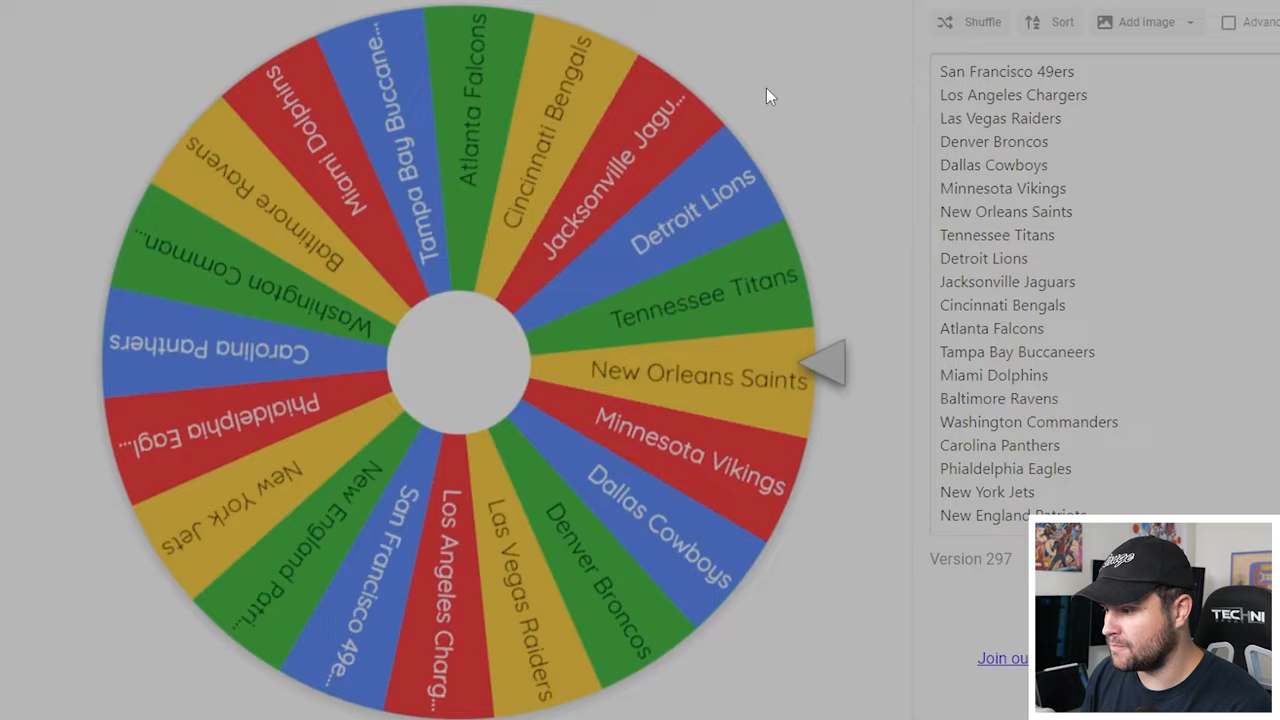 Shuffle
Sort
Add image
Advan
San Francisco 49ers
Los Angeles Chargers
Las Vegas Raiders
Denver Broncos
Dallas Cowboys
Minnesota Vikings
New Orleans Saints
Tennessee Titans
Detroit Lions
Jacksonville Jaguars
Cincinnati Bengals
Atlanta Falcons
Tampa Bay Buccaneers
Miami Dolphins
Baltimore Ravens
Washington Commanders
Carolina Panthers
Phialdelphia Eagles
New York Jets
New England Patriots
Version 297
Join ou
Atlanta Falcons
Cincinnati Bengals
Jacksonville Jagu...
Detroit Lions
Tennessee Titans
New Orleans Saints
Minnesota Vikings
Dallas Cowboys
Denver Broncos
Las Vegas Raiders
Los Angeles Charg...
San Francisco 49e...
New England Patri...
New York Jets
Phialdelphia Eagl...
Carolina Panthers
Washington Comman...
Baltimore Ravens
Miami Dolphins
Tampa Bay Buccane...
TECHNI